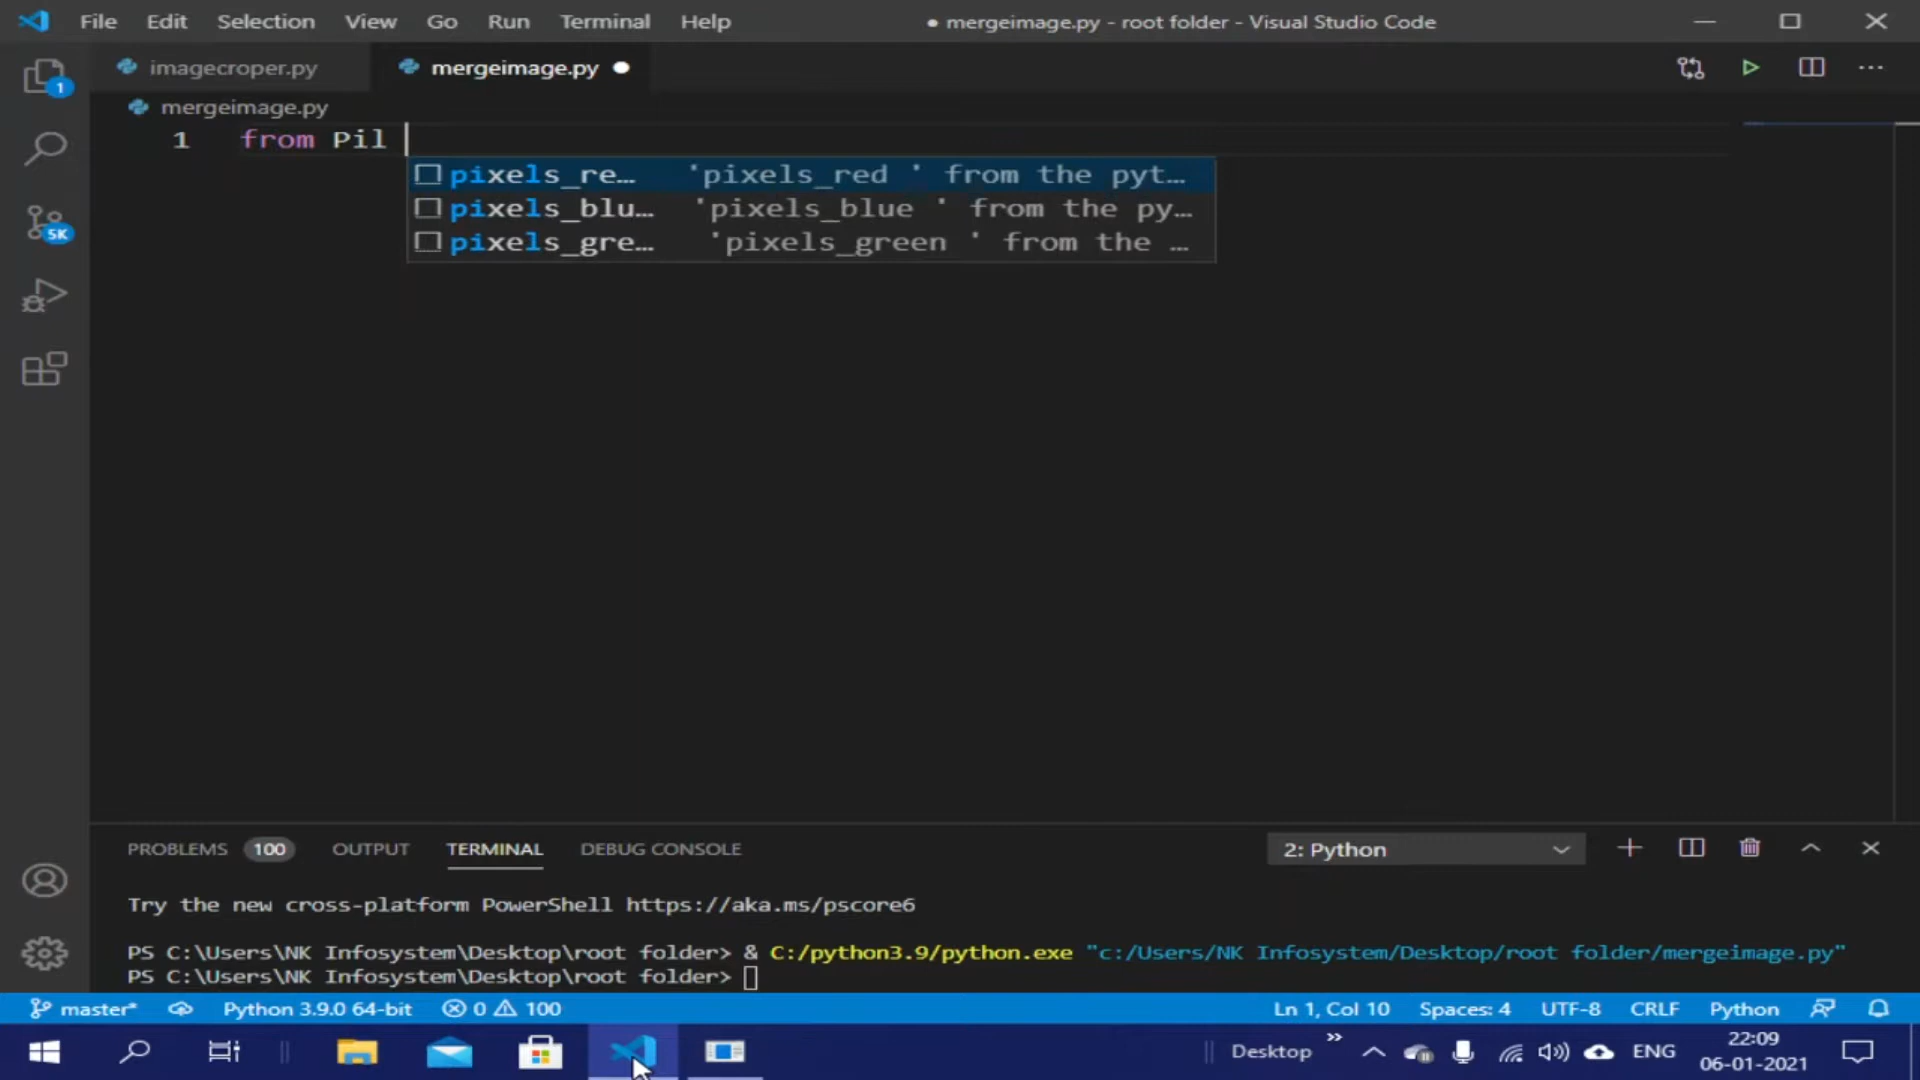 File Edit Selection View Go Run Terminal Help ● mergeimage.py - root folder - Visual Studio Code
imagecroper.py mergeimage.py ●
mergeimage.py
1 from Pil
pixels_re… 'pixels_red ' from the pyt…
pixels_blu… 'pixels_blue ' from the py…
pixels_gre… 'pixels_green ' from the …
1
5K
PROBLEMS 100 OUTPUT TERMINAL DEBUG CONSOLE 2: Python
Try the new cross-platform PowerShell https://aka.ms/pscore6
PS C:\Users\NK Infosystem\Desktop\root folder> & C:/python3.9/python.exe "c:/Users/NK Infosystem/Desktop/root folder/mergeimage.py"
PS C:\Users\NK Infosystem\Desktop\root folder>
master* Python 3.9.0 64-bit 0 100 Ln 1, Col 10 Spaces: 4 UTF-8 CRLF Python
Desktop » ENG 22:09
06-01-2021